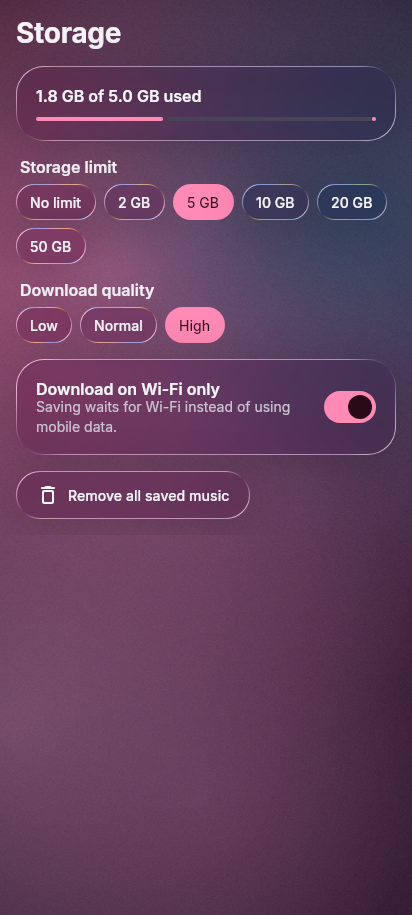 Storage
1.8 GB of 5.0 GB used
Storage limit
No limit
2 GB
5 GB
10 GB
20 GB
50 GB
Download quality
Low
Normal
High
Download on Wi-Fi only
Saving waits for Wi-Fi instead of using
mobile data.
Remove all saved music